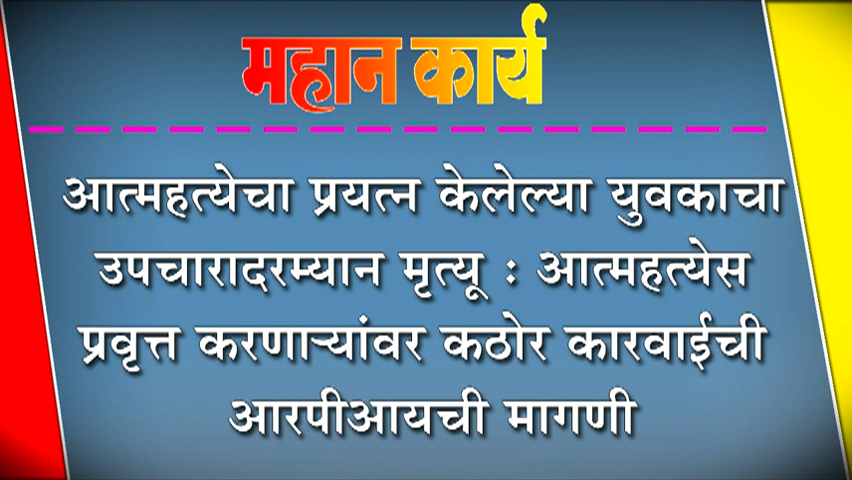 महान कार्य
आत्महत्येचा प्रयत्न केलेल्या युवकाचा
उपचारादरम्यान मृत्यू : आत्महत्येस
प्रवृत्त करणाऱ्यांवर कठोर कारवाईची
आरपीआयची मागणी